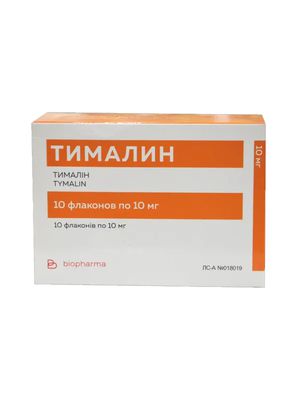 ТИМАЛИН
ТИМАЛІН
TYMALIN
10 флаконов по 10 мг
10 флаконів по 10 мг
10 мг
biopharma
ЛС-А №018019